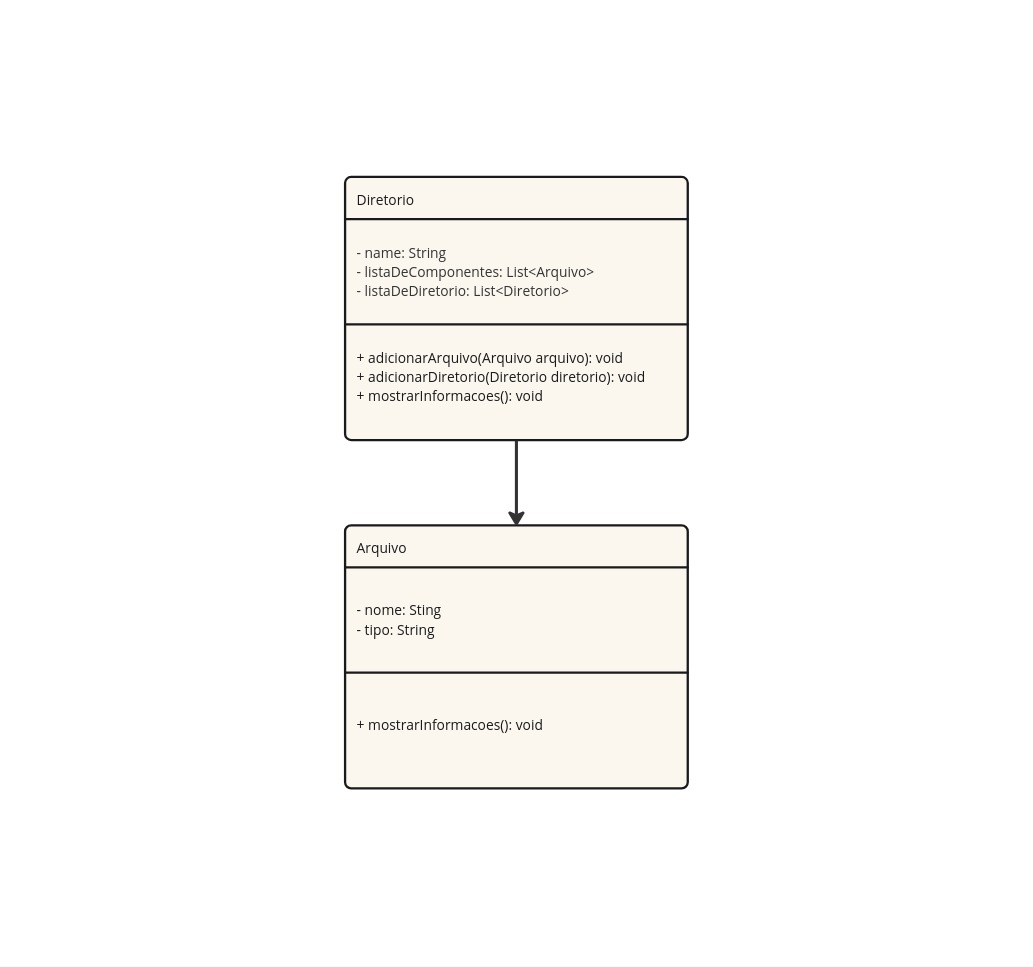 Diretorio
- name: String
- listaDeComponentes: List<Arquivo>
- listaDeDiretorio: List<Diretorio>
+ adicionarArquivo(Arquivo arquivo): void
+ adicionarDiretorio(Diretorio diretorio): void
+ mostrarInformacoes(): void
Arquivo
- nome: Sting
- tipo: String
+ mostrarInformacoes(): void